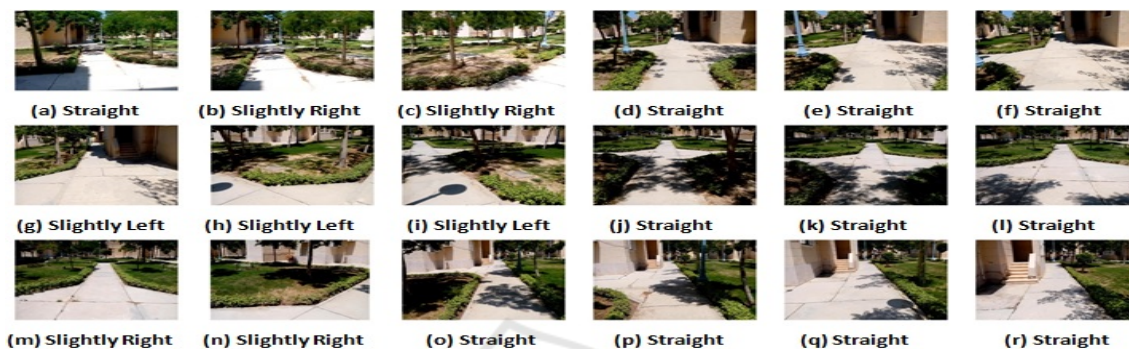 (a) Straight (b) Slightly Right (c) Slightly Right (d) Straight (e) Straight (f) Straight
(g) Slightly Left (h) Slightly Left (i) Slightly Left (j) Straight (k) Straight (l) Straight
(m) Slightly Right (n) Slightly Right (o) Straight (p) Straight (q) Straight (r) Straight